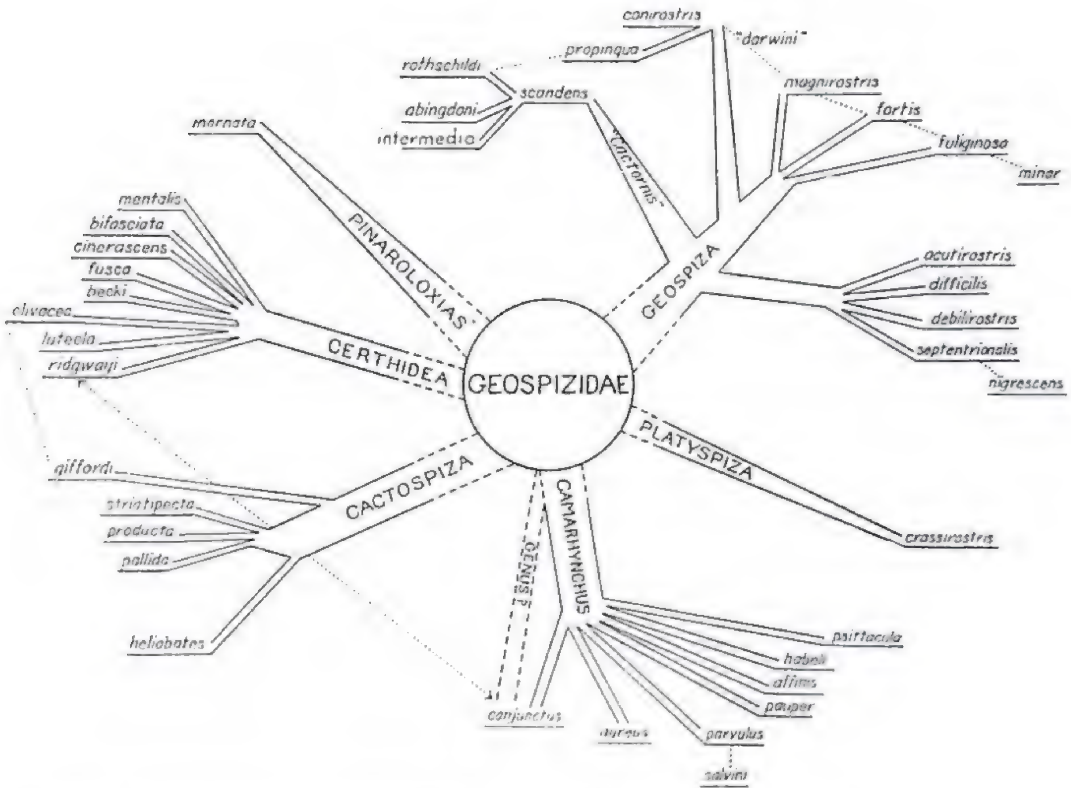 conirostris
"darwini"
propinqua
rothschildi
magnirostris
scandens
fortis
abingdoni
mornata
intermedia
fuliginosa
minor
"Cactornis"
mentalis
PINAROLOXIAS"
bifasciata
cinerascens
GEOSPIZA
acutirostris
fusca
difficilis
becki
olivacea
debilirostris
luteola
CERTHIDEA
septentrionalis
ridgwayi
GEOSPIZIDAE
nigrescens
PLATYSPIZA
giffordi
CACTOSPIZA
striatipecta
CAMARHYNCHUS
producta
crassirostris
pallida
GENUS?
heliobates
psittacula
habeli
affinis
pauper
conjunctus
aureus
parvulus
salvini